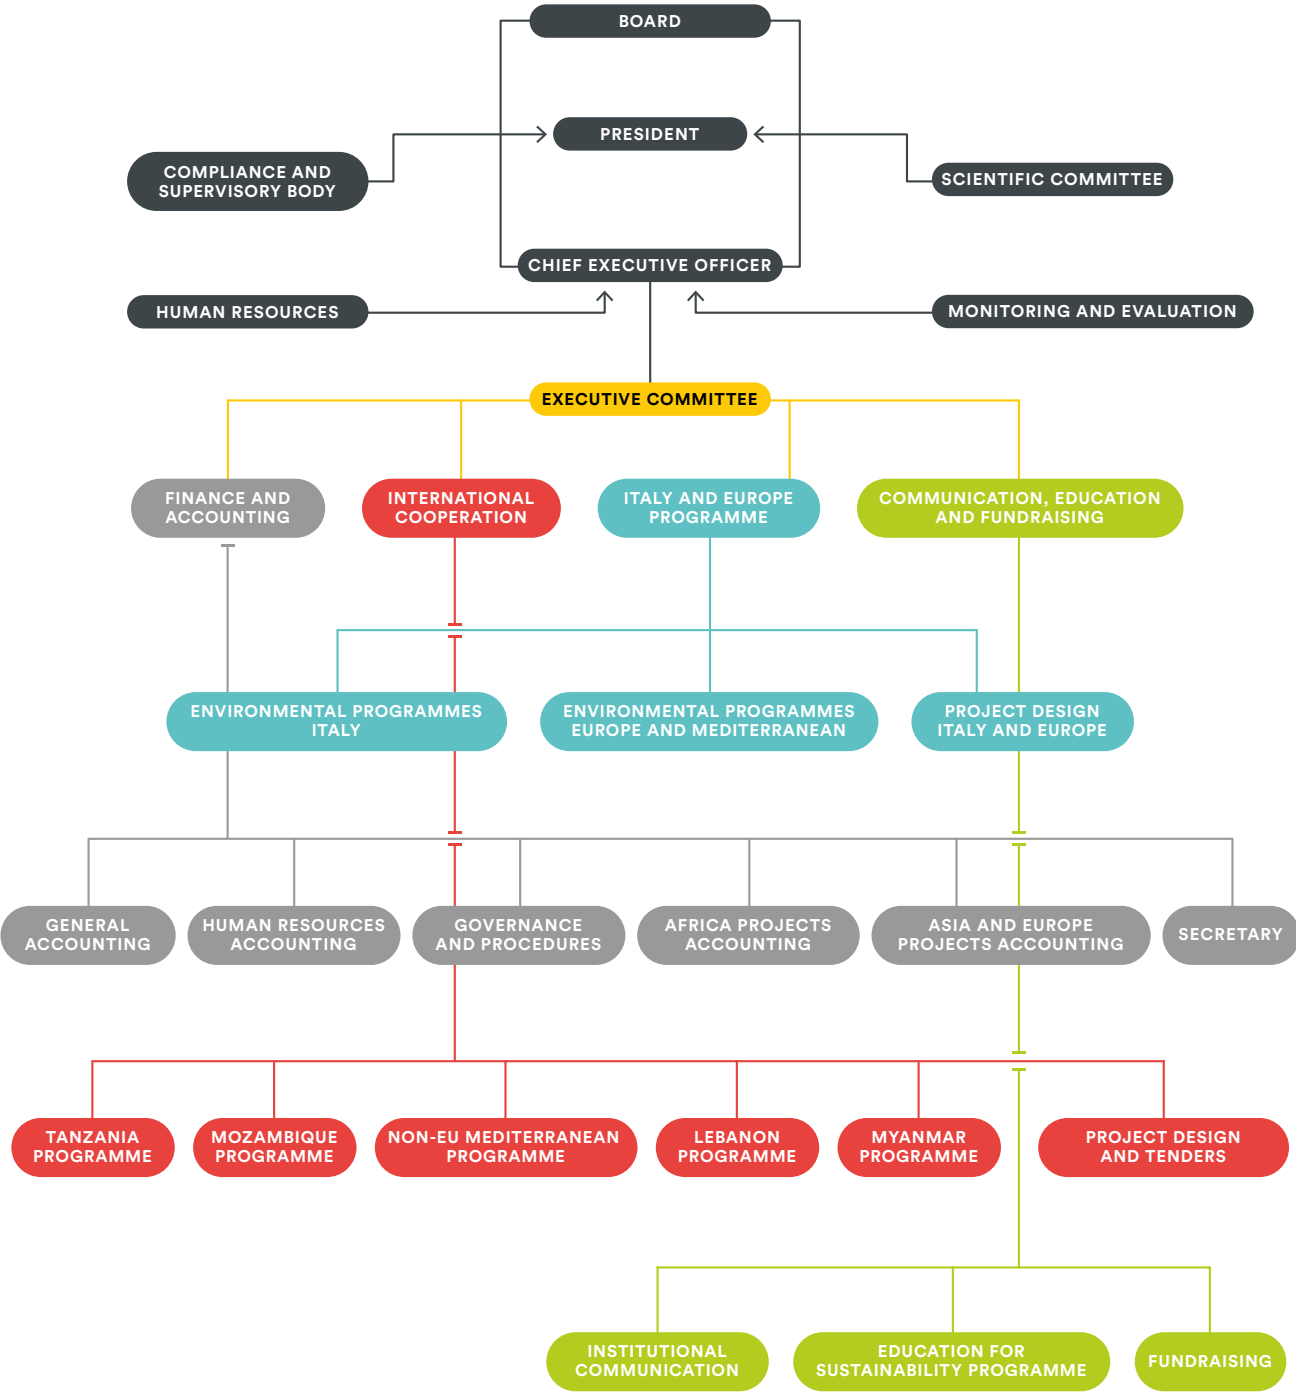 BOARD
PRESIDENT
COMPLIANCE AND
SUPERVISORY BODY
SCIENTIFIC COMMITTEE
CHIEF EXECUTIVE OFFICER
HUMAN RESOURCES
MONITORING AND EVALUATION
EXECUTIVE COMMITTEE
FINANCE AND
ACCOUNTING
INTERNATIONAL
COOPERATION
ITALY AND EUROPE
PROGRAMME
COMMUNICATION, EDUCATION
AND FUNDRAISING
ENVIRONMENTAL PROGRAMMES
ITALY
ENVIRONMENTAL PROGRAMMES
EUROPE AND MEDITERRANEAN
PROJECT DESIGN
ITALY AND EUROPE
GENERAL
ACCOUNTING
HUMAN RESOURCES
ACCOUNTING
GOVERNANCE
AND PROCEDURES
AFRICA PROJECTS
ACCOUNTING
ASIA AND EUROPE
PROJECTS ACCOUNTING
SECRETARY
TANZANIA
PROGRAMME
MOZAMBIQUE
PROGRAMME
NON-EU MEDITERRANEAN
PROGRAMME
LEBANON
PROGRAMME
MYANMAR
PROGRAMME
PROJECT DESIGN
AND TENDERS
INSTITUTIONAL
COMMUNICATION
EDUCATION FOR
SUSTAINABILITY PROGRAMME
FUNDRAISING